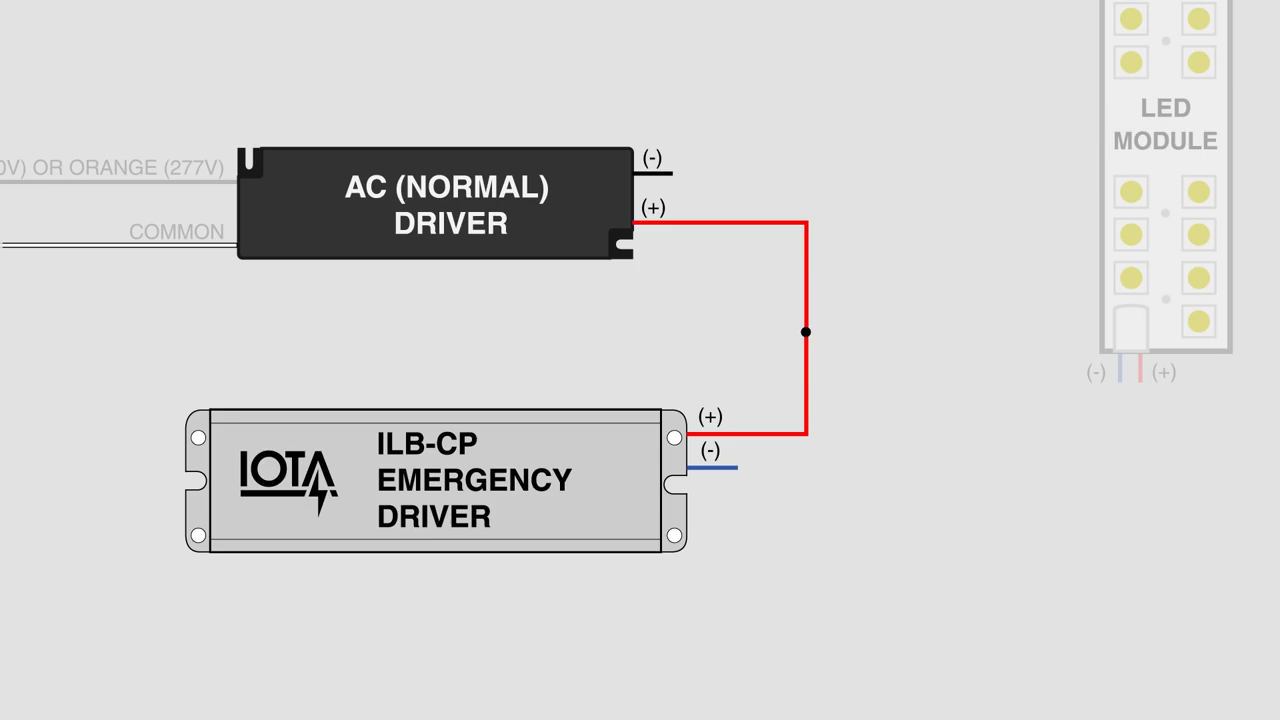 0V) OR ORANGE (277V)
COMMON
AC (NORMAL)
DRIVER
(-)
(+)
LED
MODULE
(-)
(+)
IOTA
ILB-CP
EMERGENCY
DRIVER
(+)
(-)